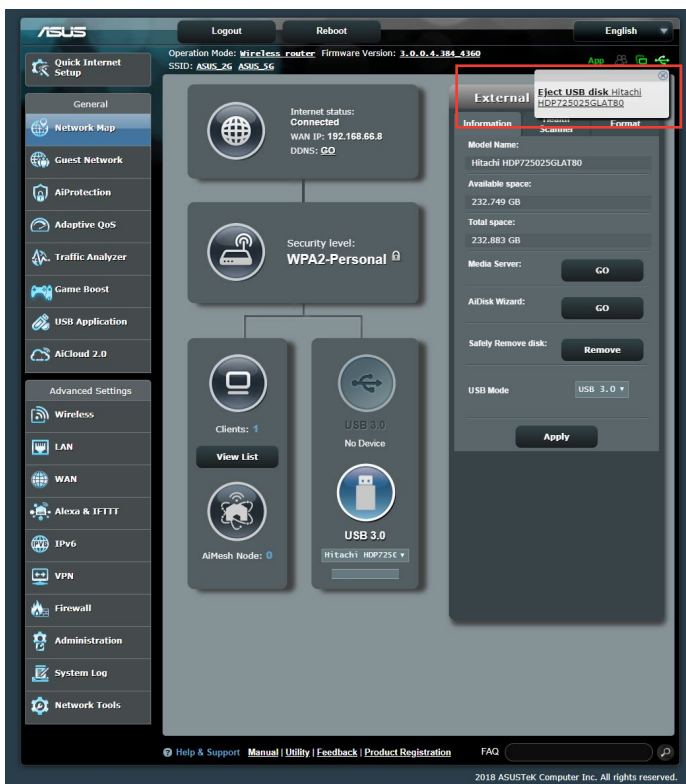 ASUS
Logout
Reboot
English
Quick Internet
Setup
Operation Mode: Wireless router Firmware Version: 3.0.0.4.384_4360
SSID: ASUS_2G ASUS_5G
App
General
Network Map
Guest Network
AiProtection
Adaptive QoS
Traffic Analyzer
Game Boost
USB Application
AiCloud 2.0
Advanced Settings
Wireless
LAN
WAN
Alexa & IFTTT
IPv6
VPN
Firewall
Administration
System Log
Network Tools
Internet status:
Connected
WAN IP: 192.168.66.8
DDNS: GO
Security level:
WPA2-Personal
Clients: 1
View List
AiMesh Node: 0
USB 3.0
No Device
USB 3.0
Hitachi HDP725C
External
Eject USB disk Hitachi
HDP725025GLAT80
Information
Health
Scanner
Format
Model Name:
Hitachi HDP725025GLAT80
Available space:
232.749 GB
Total space:
232.883 GB
Media Server:
GO
AiDisk Wizard:
GO
Safely Remove disk:
Remove
USB Mode
USB 3.0
Apply
Help & Support Manual | Utility | Feedback | Product Registration
FAQ
2018 ASUSTeK Computer Inc. All rights reserved.